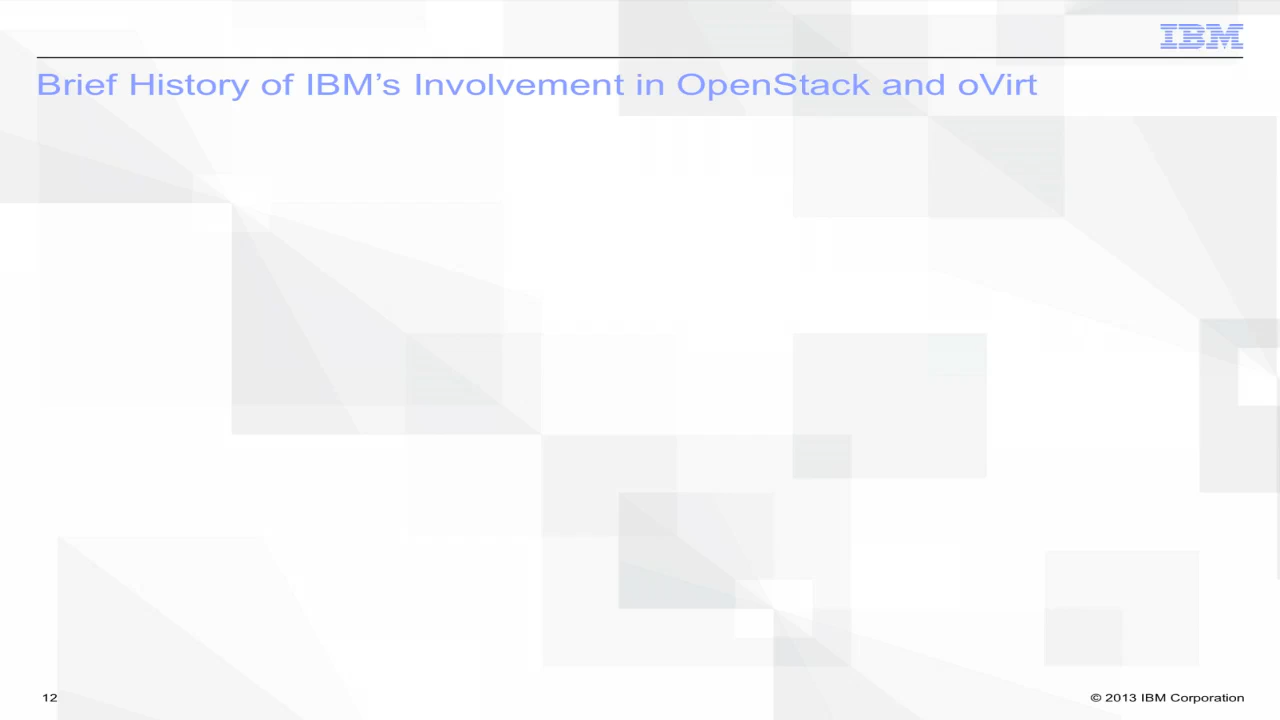 IBM
Brief History of IBM’s Involvement in OpenStack and oVirt
12
© 2013 IBM Corporation